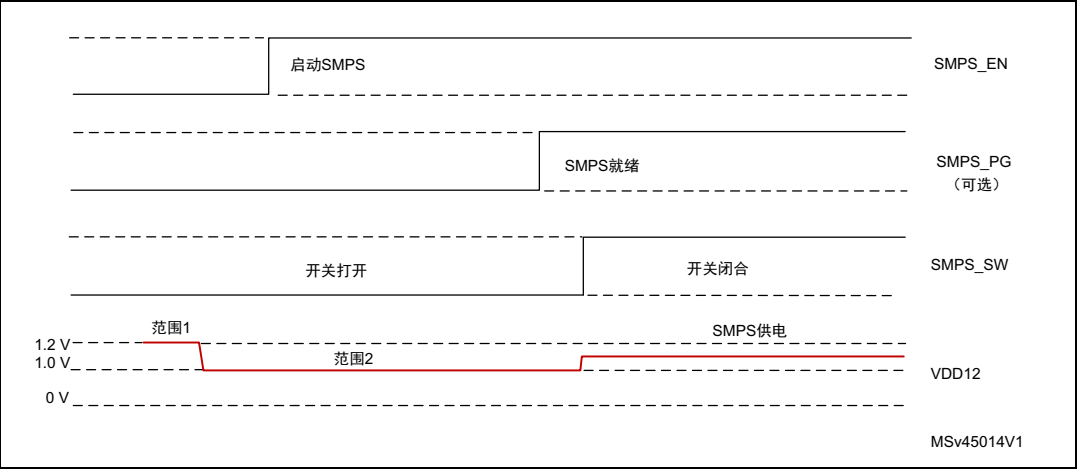 启动SMPS
SMPS_EN
SMPS就绪
SMPS_PG
（可选）
开关打开
开关闭合
SMPS_SW
范围1
SMPS供电
1.2 V
1.0 V
范围2
VDD12
0 V
MSv45014V1